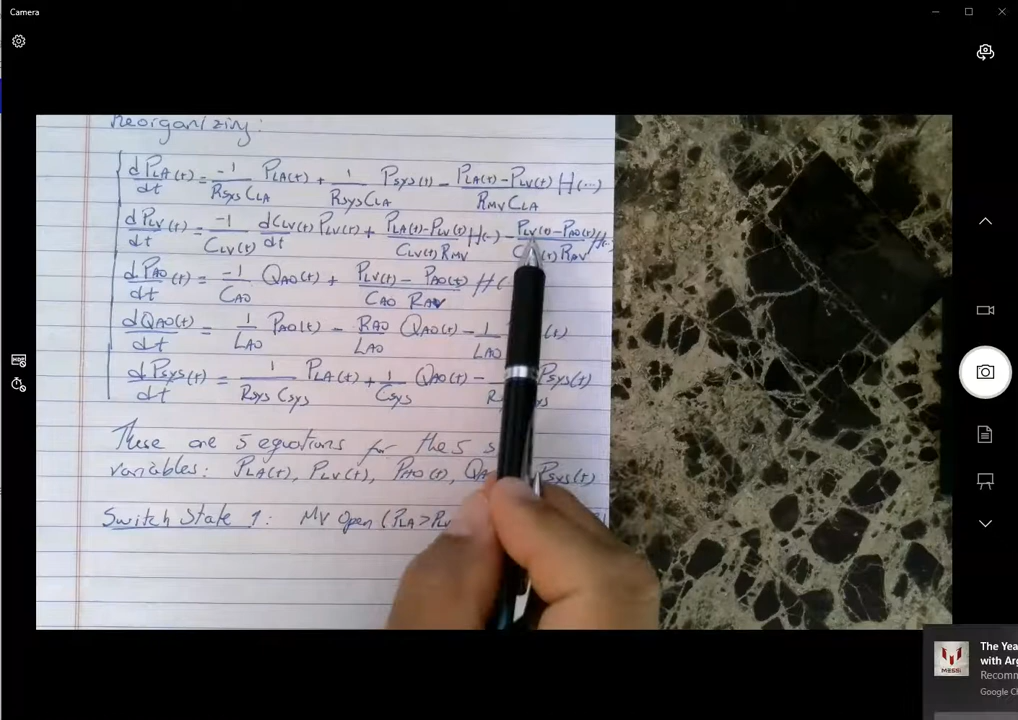 Camera
Reorganizing:
dPLA(t)/dt = -1/(RSYS CLA) PLA(t) + 1/(RSYS CLA) PSYS(t) - (PLA(t) - PLV(t))/(RMV CLA) H(...)
dPLV(t)/dt = -1/CLV(t) dCLV(t)/dt PLV(t) + (PLA(t) - PLV(t))/(CLV(t) RMV) H(..) - (PLV(t) - PAO(t))/(C (t) RAV) H(
dPAO(t)/dt = -1/CAO QAO(t) + (PLV(t) - PAO(t))/(CAO RAV) H(
dQAO(t)/dt = 1/LAO PAO(t) - RAO/LAO QAO(t) - 1/LAO (t)
dPSYS(t)/dt = 1/(RSYS CSYS) PLA(t) + 1/CSYS QAO(t) - PSYS(t)
These are 5 equations for the 5 s
variables: PLA(t), PLV(t), PAO(t), QA PSYS(t)
Switch State 1: MV Open (PLA > PLV
The Yea
with Arg
Recomm
Google Ch
MESSI